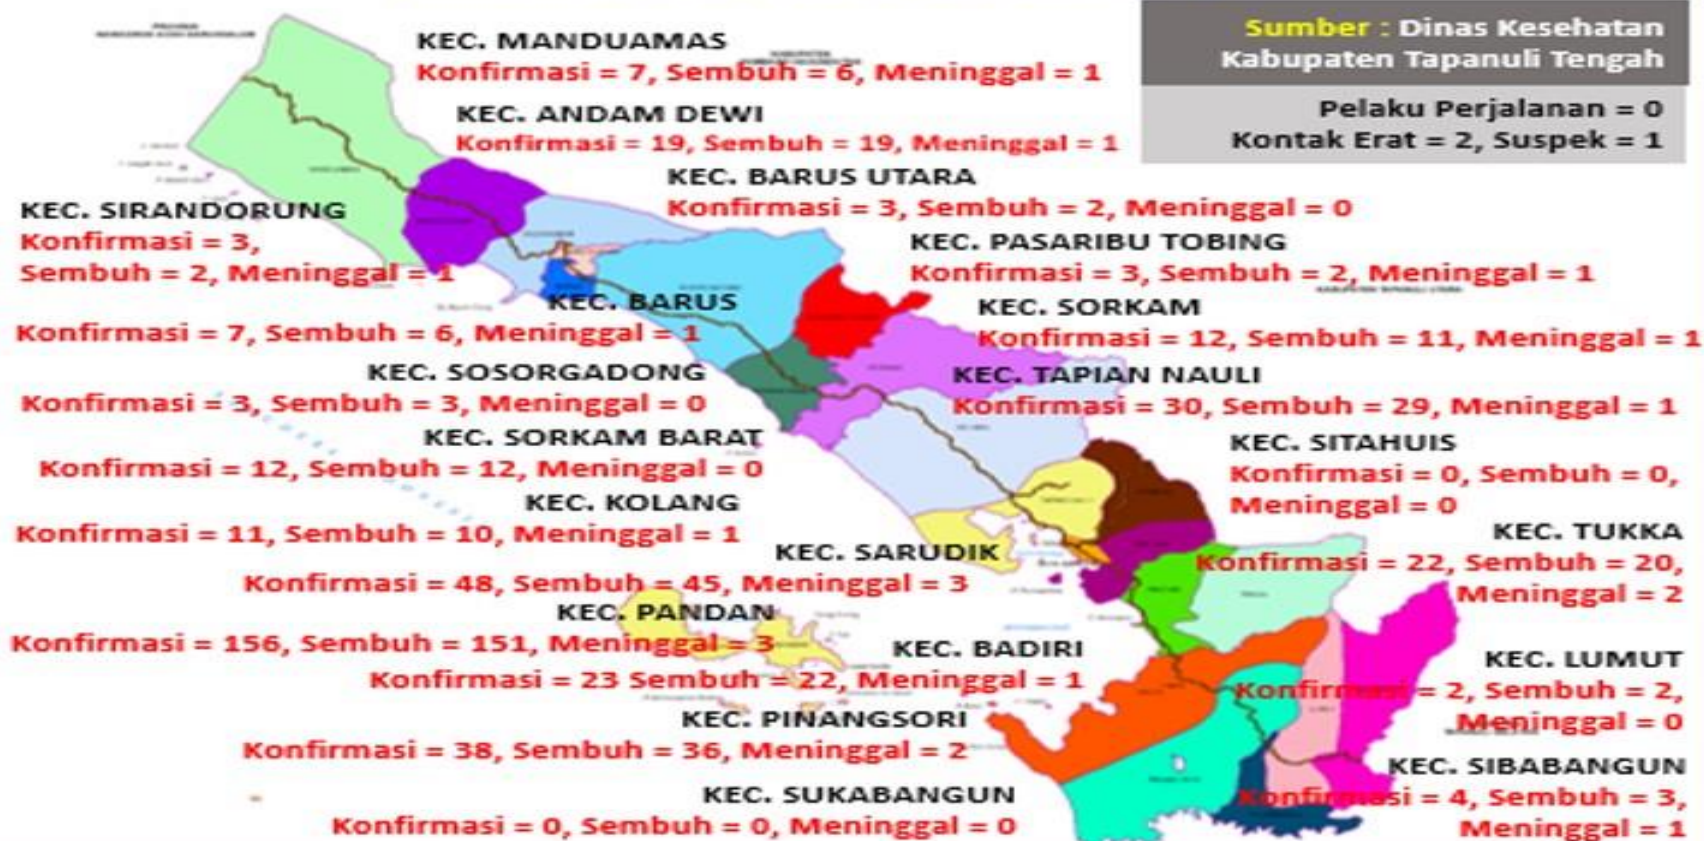 Sumber : Dinas Kesehatan
Kabupaten Tapanuli Tengah
Pelaku Perjalanan = 0
Kontak Erat = 2, Suspek = 1
KEC. MANDUAMAS
Konfirmasi = 7, Sembuh = 6, Meninggal = 1
KEC. ANDAM DEWI
Konfirmasi = 19, Sembuh = 19, Meninggal = 1
KEC. BARUS UTARA
Konfirmasi = 3, Sembuh = 2, Meninggal = 0
KEC. SIRANDORUNG
Konfirmasi = 3,
Sembuh = 2, Meninggal = 1
KEC. PASARIBU TOBING
Konfirmasi = 3, Sembuh = 2, Meninggal = 1
KEC. BARUS
Konfirmasi = 7, Sembuh = 6, Meninggal = 1
KEC. SORKAM
Konfirmasi = 12, Sembuh = 11, Meninggal = 1
KEC. SOSORGADONG
Konfirmasi = 3, Sembuh = 3, Meninggal = 0
KEC. TAPIAN NAULI
Konfirmasi = 30, Sembuh = 29, Meninggal = 1
KEC. SORKAM BARAT
Konfirmasi = 12, Sembuh = 12, Meninggal = 0
KEC. SITAHUIS
Konfirmasi = 0, Sembuh = 0,
Meninggal = 0
KEC. KOLANG
Konfirmasi = 11, Sembuh = 10, Meninggal = 1
KEC. TUKKA
Konfirmasi = 22, Sembuh = 20,
Meninggal = 2
KEC. SARUDIK
Konfirmasi = 48, Sembuh = 45, Meninggal = 3
KEC. PANDAN
Konfirmasi = 156, Sembuh = 151, Meninggal = 3
KEC. BADIRI
Konfirmasi = 23 Sembuh = 22, Meninggal = 1
KEC. LUMUT
Konfirmasi = 2, Sembuh = 2,
Meninggal = 0
KEC. PINANGSORI
Konfirmasi = 38, Sembuh = 36, Meninggal = 2
KEC. SIBABANGUN
Konfirmasi = 4, Sembuh = 3,
Meninggal = 1
KEC. SUKABANGUN
Konfirmasi = 0, Sembuh = 0, Meninggal = 0